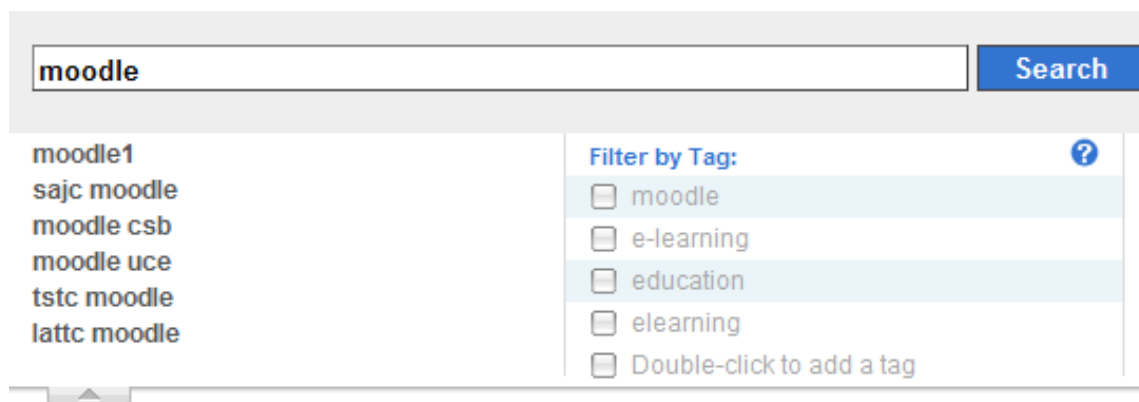 moodle
Search
moodle1
sajc moodle
moodle csb
moodle uce
tstc moodle
lattc moodle
Filter by Tag:
?
moodle
e-learning
education
elearning
Double-click to add a tag